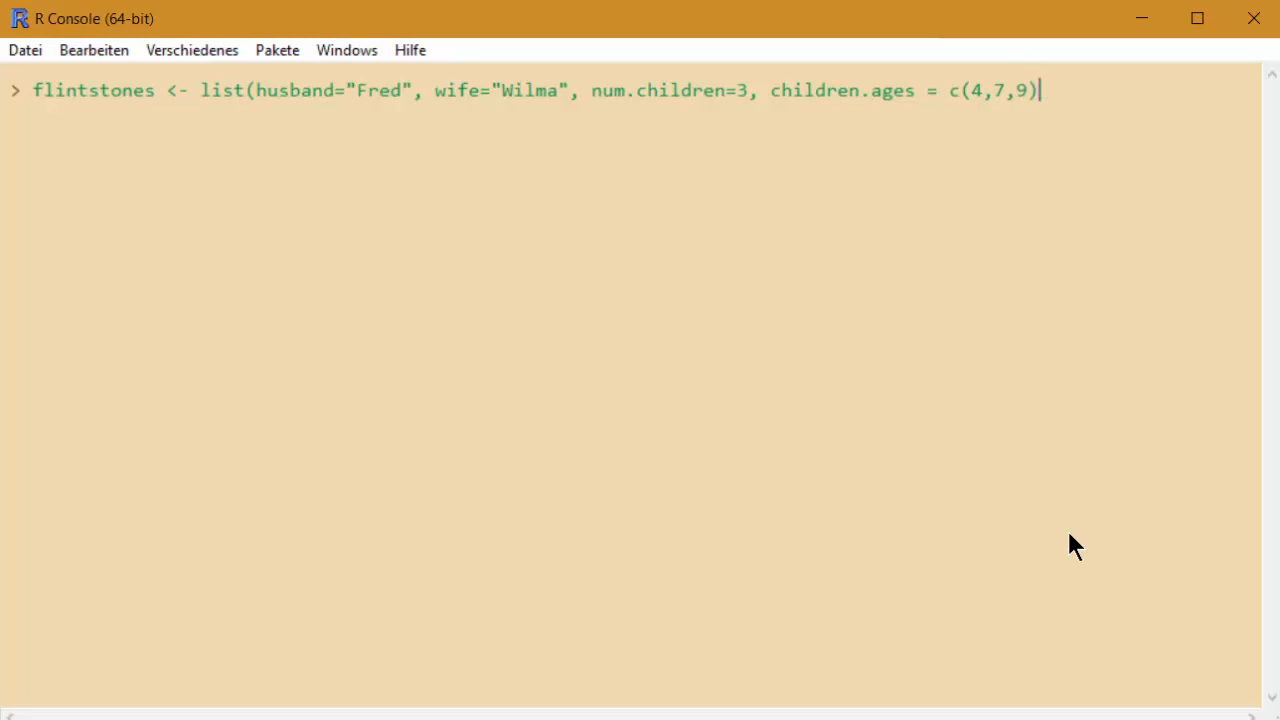 R Console (64-bit)
Datei Bearbeiten Verschiedenes Pakete Windows Hilfe
> flintstones <- list(husband="Fred", wife="Wilma", num.children=3, children.ages = c(4,7,9)